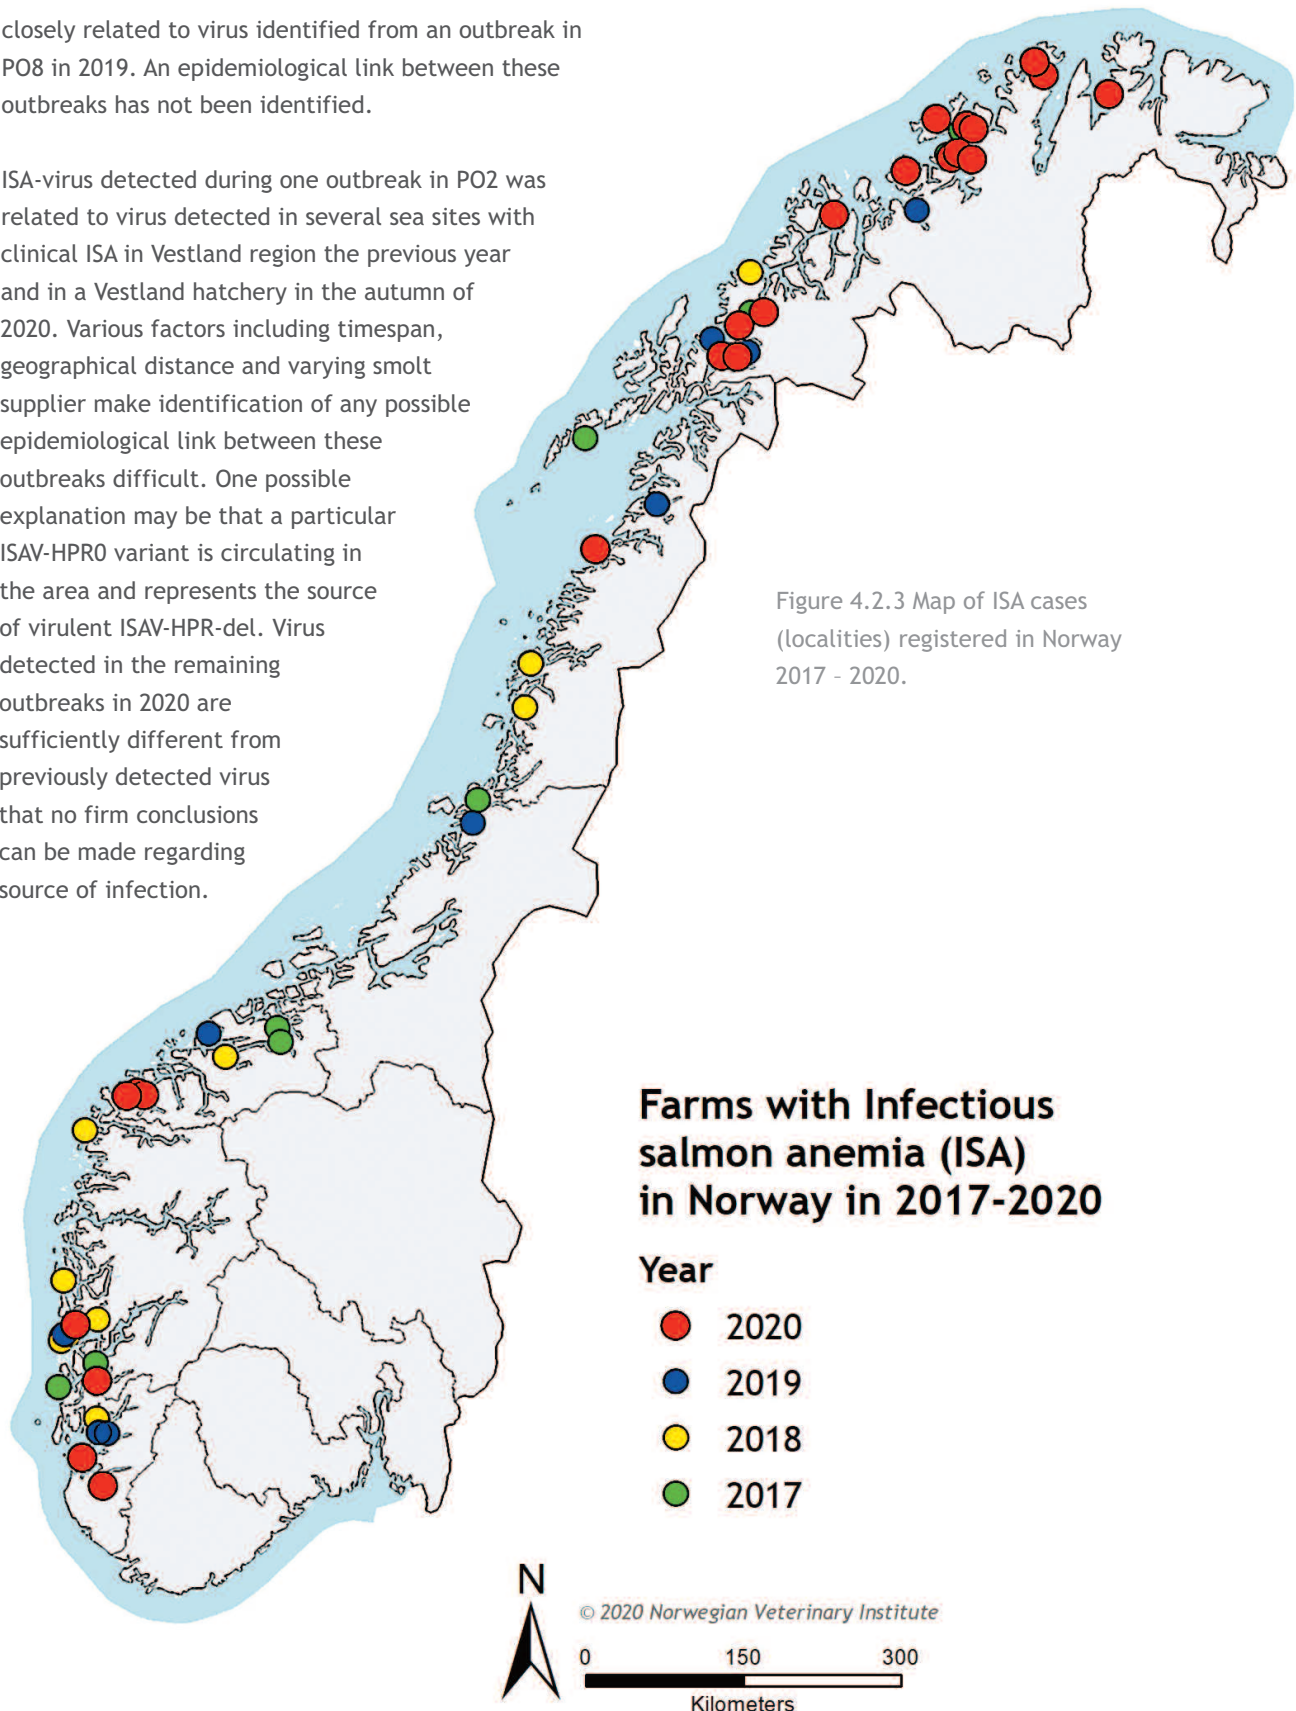 closely related to virus identified from an outbreak in
PO8 in 2019. An epidemiological link between these
outbreaks has not been identified.
ISA-virus detected during one outbreak in PO2 was
related to virus detected in several sea sites with
clinical ISA in Vestland region the previous year
and in a Vestland hatchery in the autumn of
2020. Various factors including timespan,
geographical distance and varying smolt
supplier make identification of any possible
epidemiological link between these
outbreaks difficult. One possible
explanation may be that a particular
ISAV-HPR0 variant is circulating in
the area and represents the source
of virulent ISAV-HPR-del. Virus
detected in the remaining
outbreaks in 2020 are
sufficiently different from
previously detected virus
that no firm conclusions
can be made regarding
source of infection.
Figure 4.2.3 Map of ISA cases
(localities) registered in Norway
2017 – 2020.
Farms with Infectious
salmon anemia (ISA)
in Norway in 2017-2020
Year
2020
2019
2018
2017
N
© 2020 Norwegian Veterinary Institute
0 150 300
Kilometers